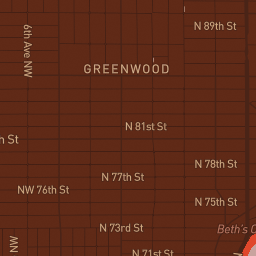 N 89th St
6th Ave NW
GREENWOOD
N 81st St
h St
N 78th St
N 77th St
NW 76th St
N 75th St
N 73rd St
Beth's C
NW
N 71st St